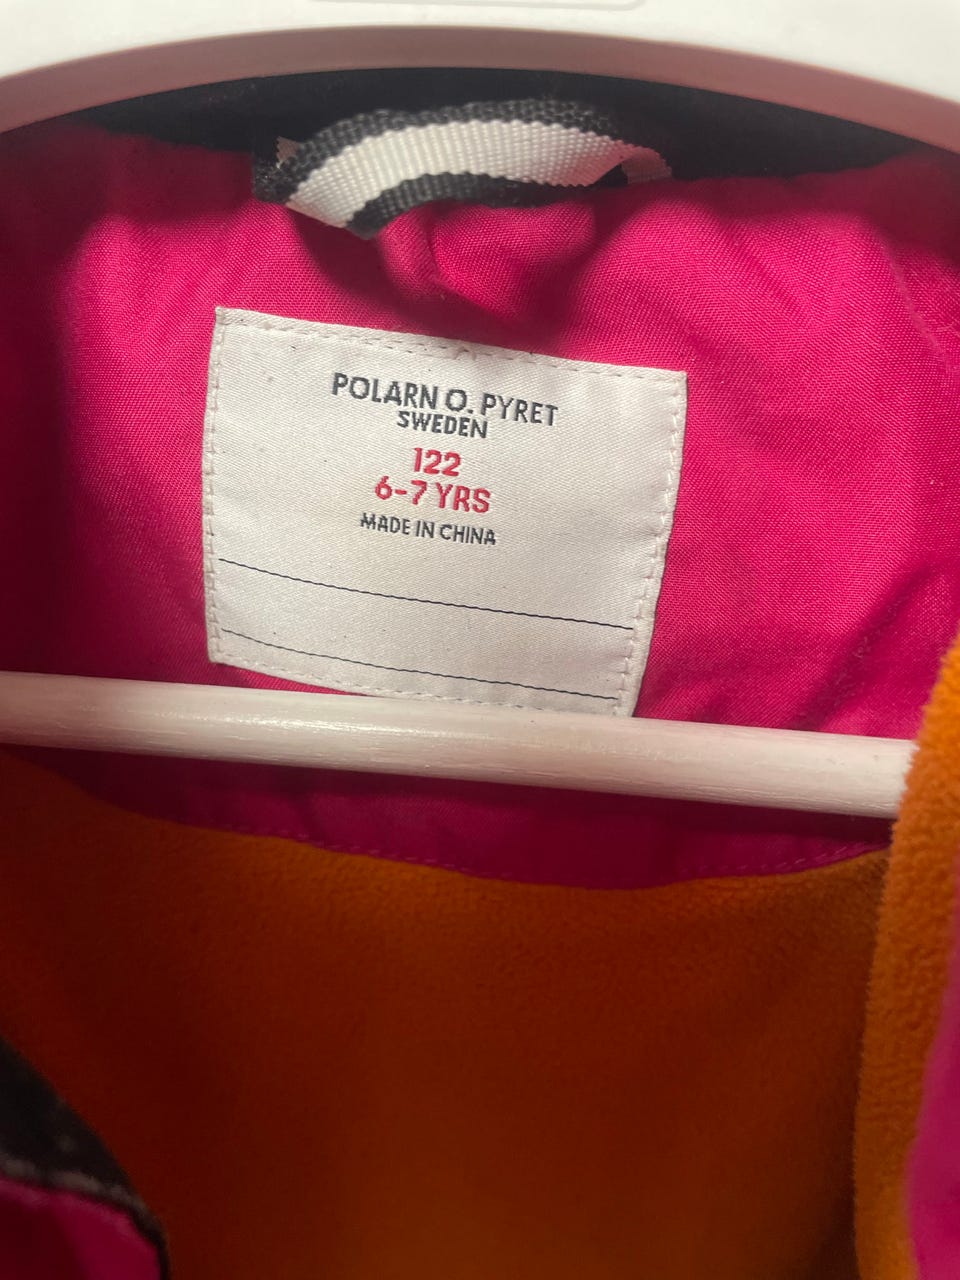 POLARN O. PYRET
SWEDEN
122
6-7 YRS
MADE IN CHINA